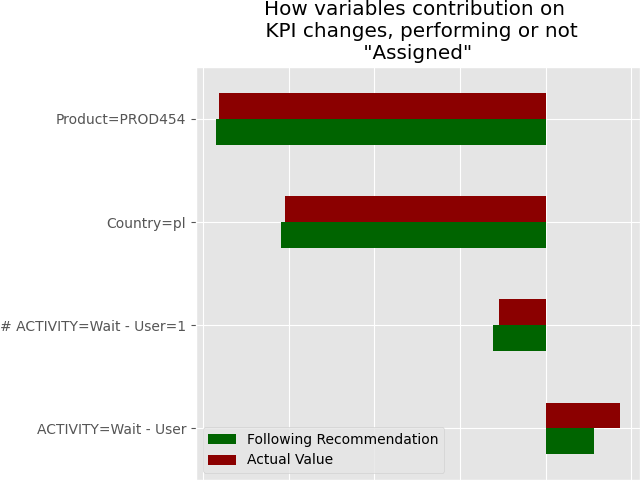 How variables contribution on
KPI changes, performing or not
"Assigned"
Product=PROD454
Country=pl
# ACTIVITY=Wait - User=1
ACTIVITY=Wait - User
Following Recommendation
Actual Value